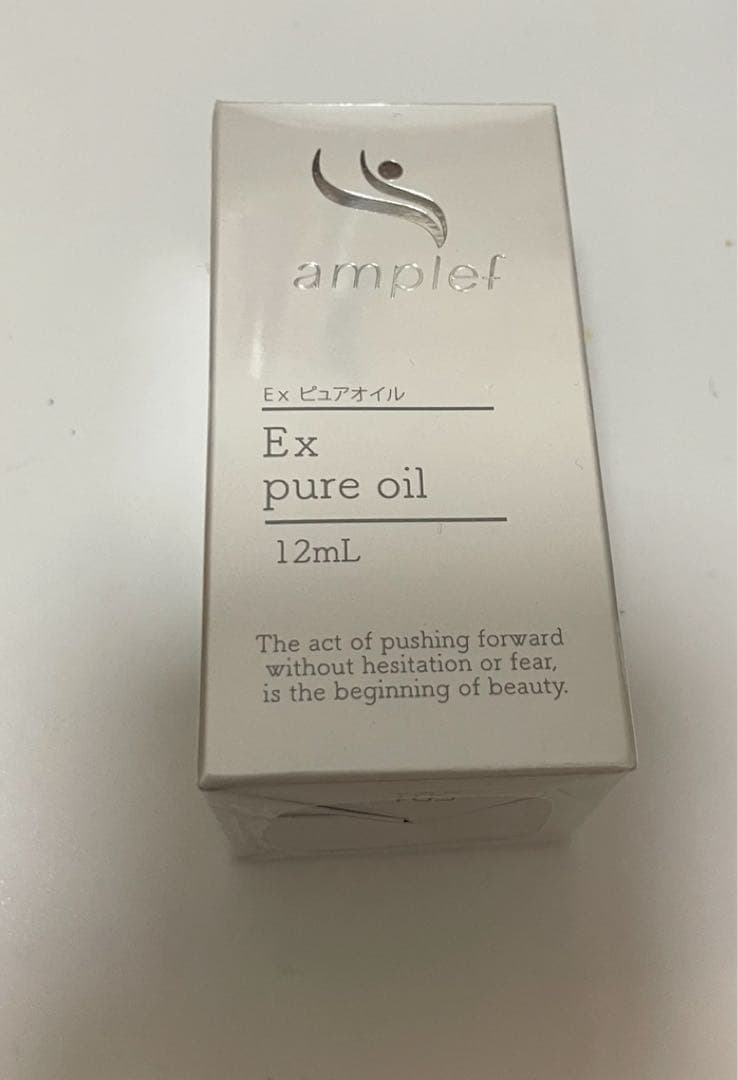 amplef
Ex ピュアオイル
Ex
pure oil
12mL
The act of pushing forward
without hesitation or fear,
is the beginning of beauty.